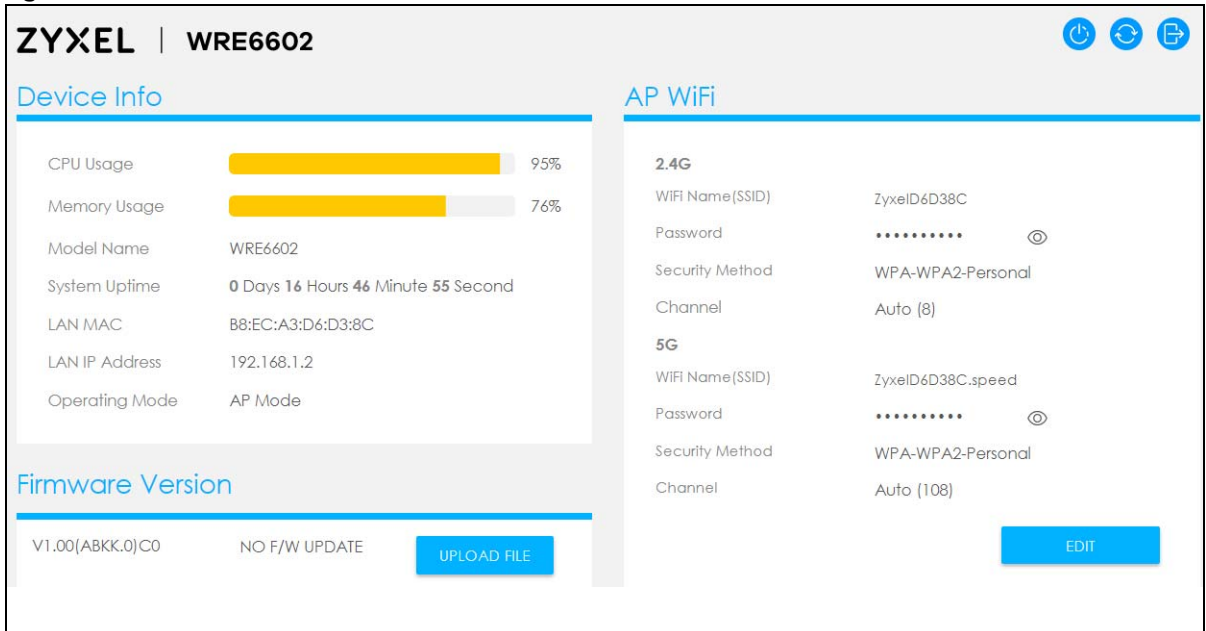 ZYXEL | WRE6602
Device Info
CPU Usage 95%
Memory Usage 76%
Model Name WRE6602
System Uptime 0 Days 16 Hours 46 Minute 55 Second
LAN MAC B8:EC:A3:D6:D3:8C
LAN IP Address 192.168.1.2
Operating Mode AP Mode
Firmware Version
V1.00(ABKK.0)C0 NO F/W UPDATE UPLOAD FILE
AP WiFi
2.4G
WiFi Name(SSID) ZyxelD6D38C
Password ••••••••••
Security Method WPA-WPA2-Personal
Channel Auto (8)
5G
WiFi Name(SSID) ZyxelD6D38C.speed
Password ••••••••••
Security Method WPA-WPA2-Personal
Channel Auto (108)
EDIT